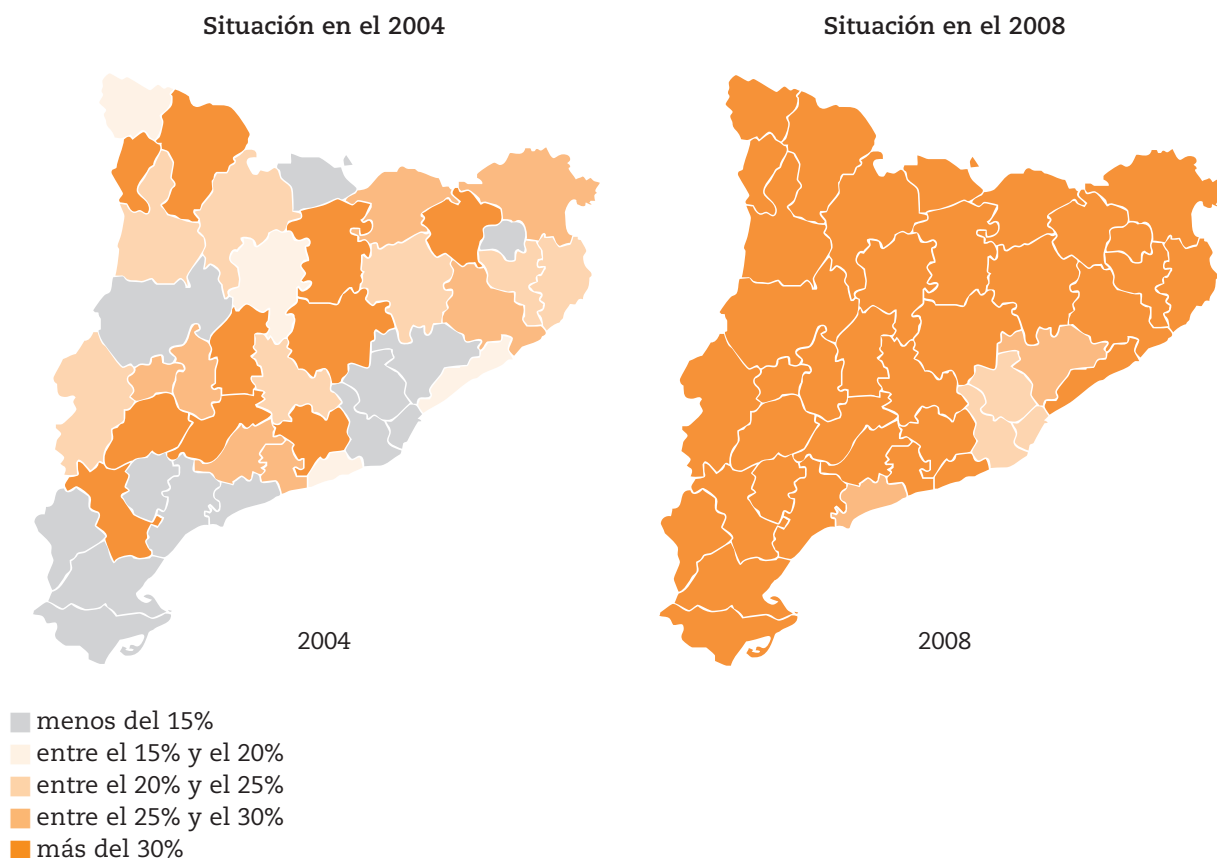 Situación en el 2004
Situación en el 2008
2004
2008
menos del 15%
entre el 15% y el 20%
entre el 20% y el 25%
entre el 25% y el 30%
más del 30%